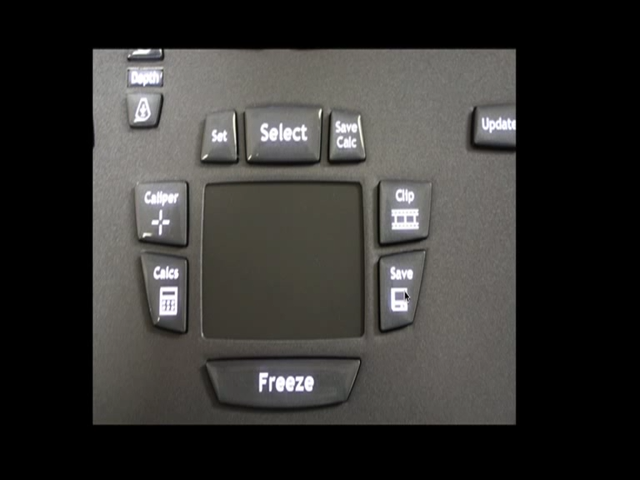 Depth
Set
Select
Save
Calc
Update
Caliper
Clip
Calcs
Save
Freeze